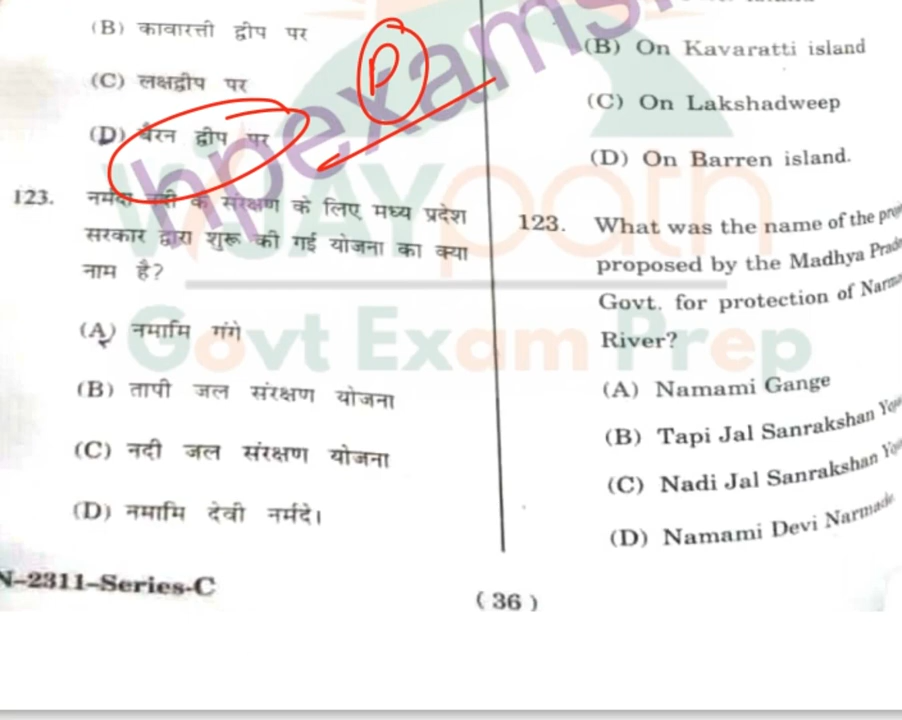 (B) कावारत्ती द्वीप पर
(C) लक्षद्वीप पर
(D) बैरन द्वीप पर
D
123. नर्मदा नदी के संरक्षण के लिए मध्य प्रदेश
सरकार द्वारा शुरू की गई योजना का क्या
नाम है?
(A) नमामि गंगे
(B) तापी जल संरक्षण योजना
(C) नदी जल संरक्षण योजना
(D) नमामि देवी नर्मदे।
N-2311-Series-C
(B) On Kavaratti island
(C) On Lakshadweep
(D) On Barren island.
123. What was the name of the
proposed by the Madhya
Govt. for protection of
River?
(A) Namami Gange
(B) Tapi Jal Sanrakshan
(C) Nadi Jal Sanrakshan
(D) Namami Devi Narmade
( 36 )
hpexams
path
Govt Exam Prep